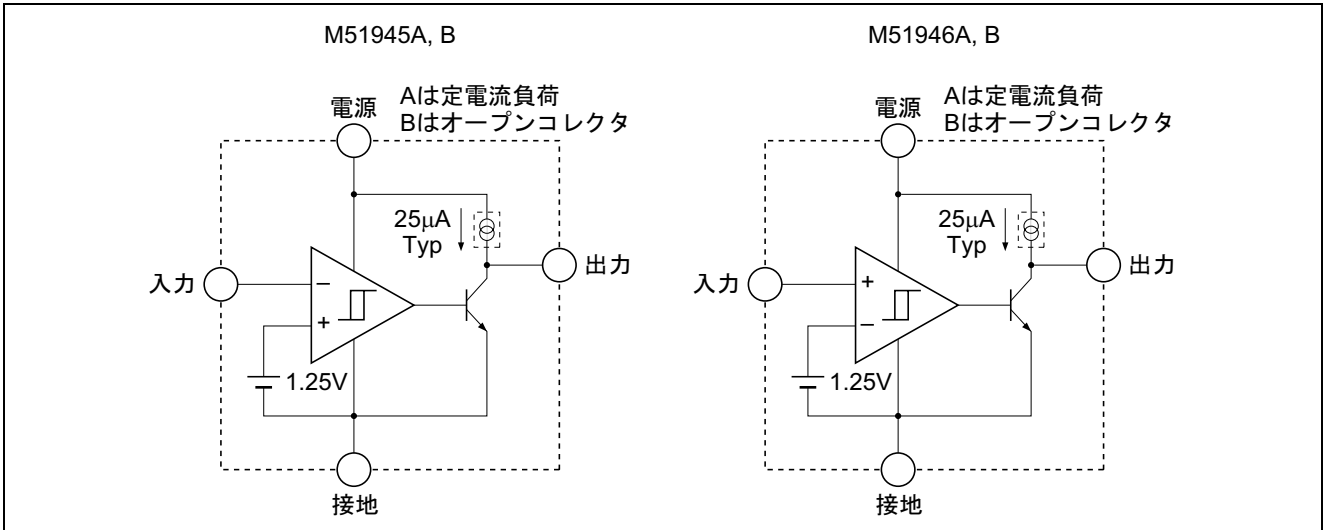 M51945A, B
電源
Aは定電流負荷
Bはオープンコレクタ
25μA
Typ
入力
−
+
1.25V
出力
接地
M51946A, B
電源
Aは定電流負荷
Bはオープンコレクタ
25μA
Typ
入力
+
−
1.25V
出力
接地